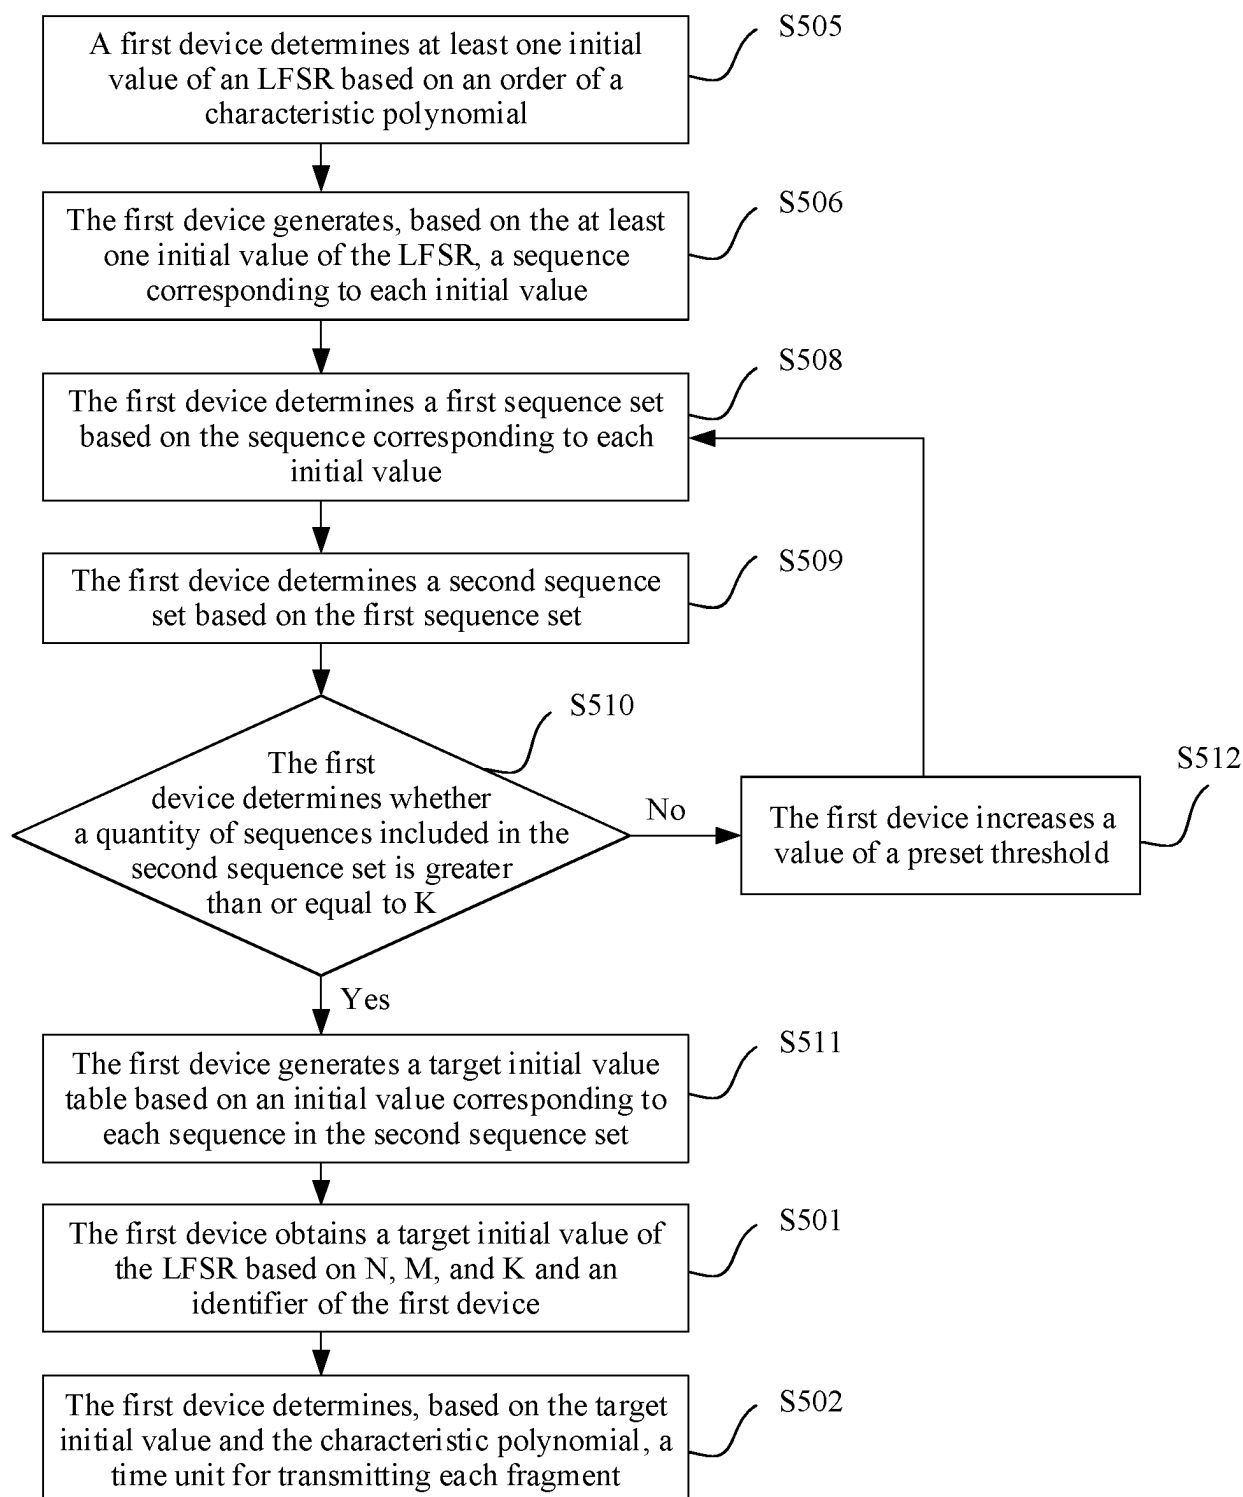 A first device determines at least one initial
value of an LFSR based on an order of a
characteristic polynomial
S505
The first device generates, based on the at least
one initial value of the LFSR, a sequence
corresponding to each initial value
S506
The first device determines a first sequence set
based on the sequence corresponding to each
initial value
S508
The first device determines a second sequence
set based on the first sequence set
S509
The first
device determines whether
a quantity of sequences included in the
second sequence set is greater
than or equal to K
S510
No
The first device increases a
value of a preset threshold
S512
Yes
The first device generates a target initial value
table based on an initial value corresponding to
each sequence in the second sequence set
S511
The first device obtains a target initial value of
the LFSR based on N, M, and K and an
identifier of the first device
S501
The first device determines, based on the target
initial value and the characteristic polynomial, a
time unit for transmitting each fragment
S502